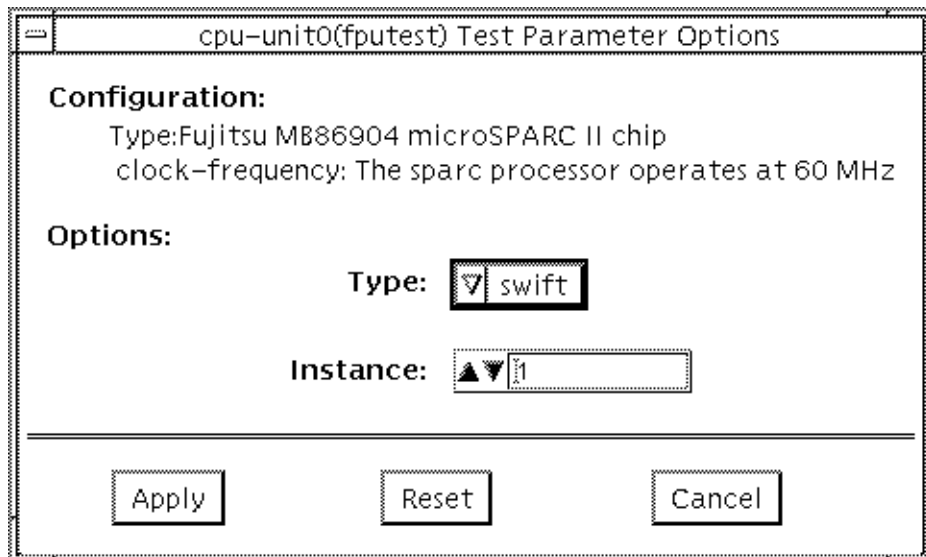 cpu-unit0(fputest) Test Parameter Options
Configuration:
Type:Fujitsu MB86904 microSPARC II chip
clock-frequency: The sparc processor operates at 60 MHz
Options:
Type: swift
Instance: 1
Apply Reset Cancel